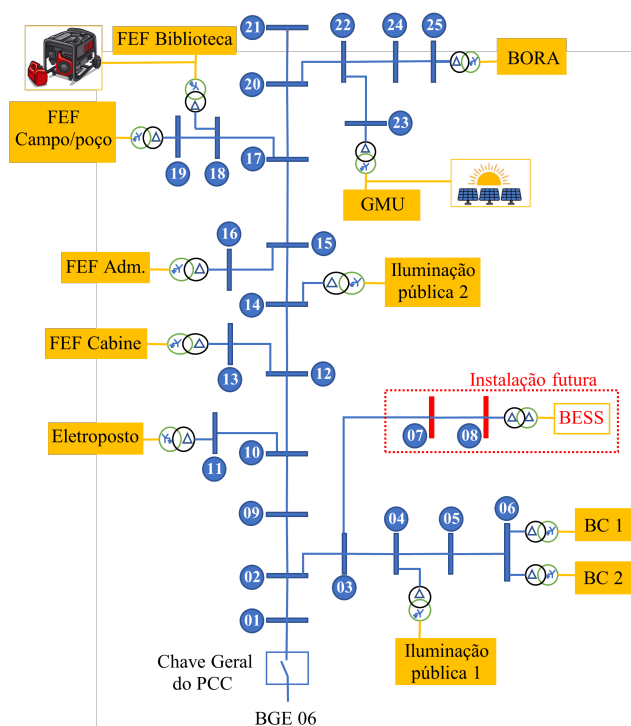 FEF Biblioteca
21
22
24
25
BORA
20
FEF
Campo/poço
23
17
19
18
GMU
16
15
FEF Adm.
Iluminação
pública 2
14
FEF Cabine
13
12
Instalação futura
BESS
07
08
Eletroposto
11
10
06
09
04
05
BC 1
02
03
BC 2
01
Chave Geral
do PCC
Iluminação
pública 1
BGE 06